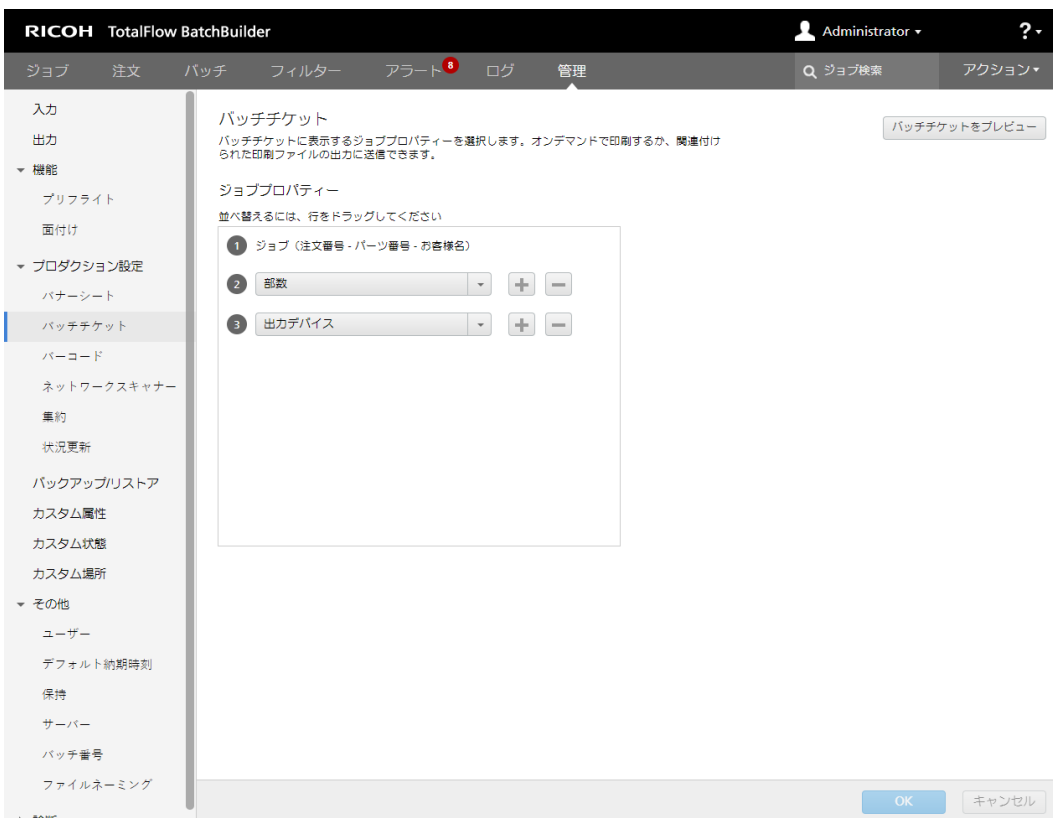 RICOH TotalFlow BatchBuilder
Administrator
?
ジョブ 注文 バッチ フィルター アラート 8 ログ 管理
ジョブ検索
アクション
入力
出力
機能
プリフライト
面付け
プロダクション設定
バナーシート
バッチチケット
バーコード
ネットワークスキャナー
集約
状況更新
バックアップ/リストア
カスタム属性
カスタム状態
カスタム場所
その他
ユーザー
デフォルト納期時刻
保持
サーバー
バッチ番号
ファイルネーミング
バッチチケット
バッチチケットをプレビュー
バッチチケットに表示するジョブプロパティーを選択します。オンデマンドで印刷するか、関連付け
られた印刷ファイルの出力に送信できます。
ジョブプロパティー
並べ替えるには、行をドラッグしてください
1 ジョブ（注文番号 - パーツ番号 - お客様名）
2 部数
3 出力デバイス
OK
キャンセル